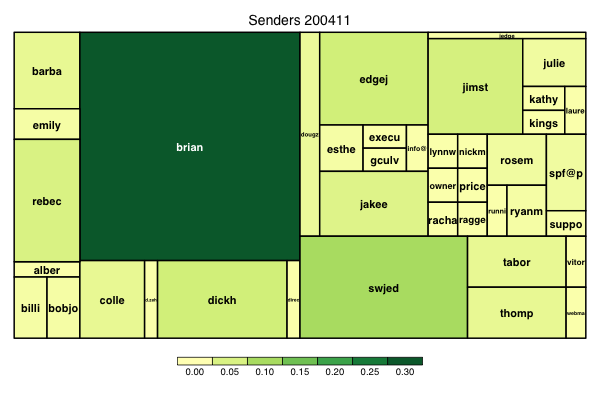 Senders 200411
barba
emily
rebec
alber
billi
bobjo
brian
colle
dickh
dougz
edgej
esthe
execu
gculv
info@
jakee
jedge
jimst
julie
kathy
kings
laure
lynnw
nickm
owner
price
racha
ragge
rosem
runni
ryanm
spf@p
suppo
swjed
tabor
thomp
vitor
webma
0.00 0.05 0.10 0.15 0.20 0.25 0.30